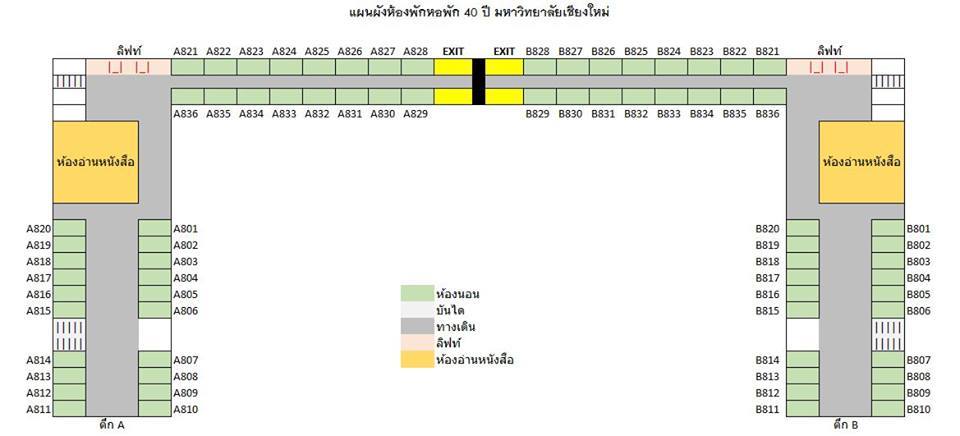 แผนผังห้องพักหอพัก 40 ปี มหาวิทยาลัยเชียงใหม่
ลิฟท์ A821 A822 A823 A824 A825 A826 A827 A828 EXIT EXIT B828 B827 B826 B825 B824 B823 B822 B821 ลิฟท์
A836 A835 A834 A833 A832 A831 A830 A829 B829 B830 B831 B832 B833 B834 B835 B836
ห้องอ่านหนังสือ ห้องอ่านหนังสือ
A820 A801 B820 B801
A819 A802 B819 B802
A818 A803 B818 B803
A817 A804 B817 B804
A816 A805 B816 B805
A815 A806 B815 B806
ห้องนอน
บันได
ทางเดิน
ลิฟท์
ห้องอ่านหนังสือ
A814 A807 B814 B807
A813 A808 B813 B808
A812 A809 B812 B809
A811 A810 B811 B810
ตึก A ตึก B